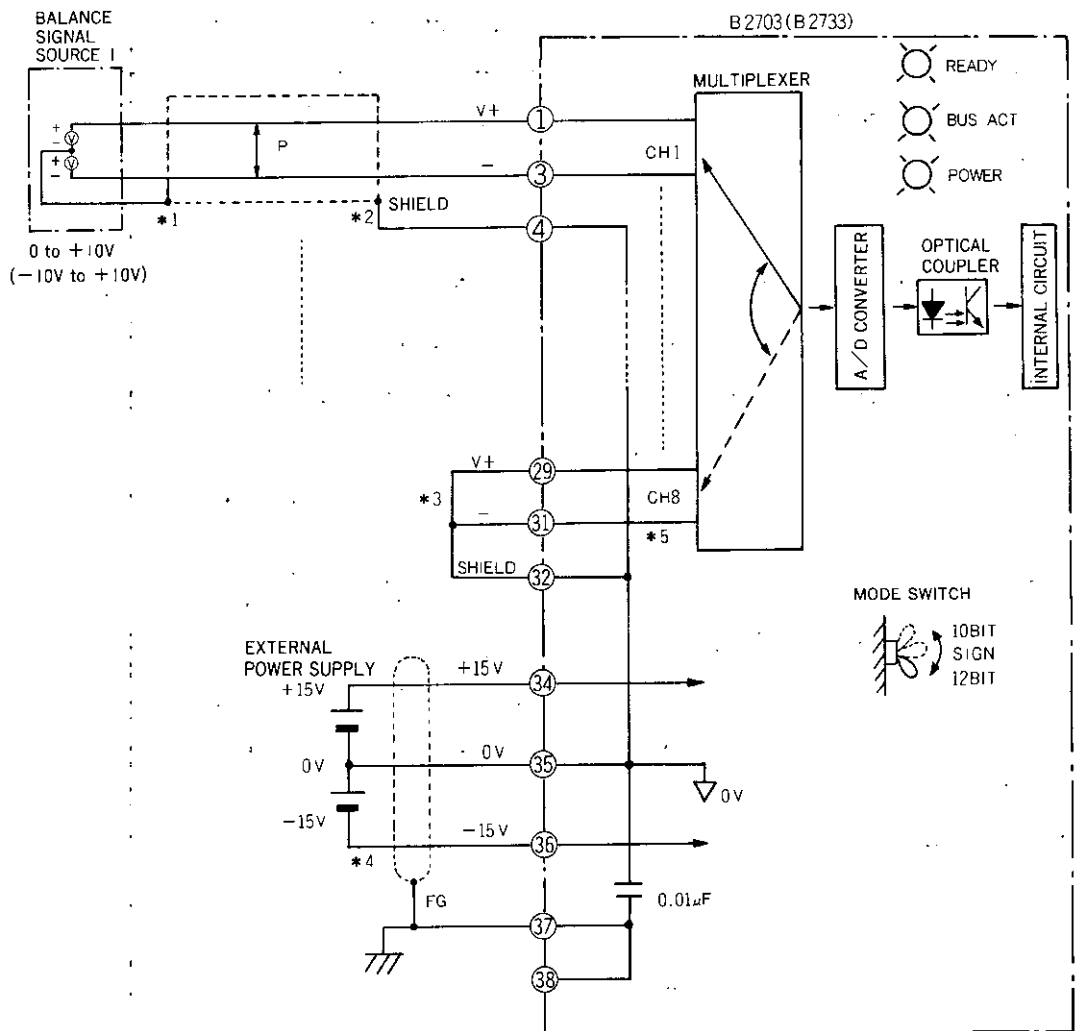 BALANCE
SIGNAL
SOURCE 1
B2703(B2733)
READY
MULTIPLEXER
BUS ACT
POWER
+
-
+
-
V
V
P
V+
1
CH1
-
3
*1
*2
SHIELD
4
0 to +10V
(-10V to +10V)
A/D CONVERTER
OPTICAL
COUPLER
INTERNAL CIRCUIT
V+
29
*3
CH8
-
31
*5
SHIELD
32
MODE SWITCH
10BIT
SIGN
12BIT
EXTERNAL
POWER SUPPLY
+15V
+15V
34
0V
0V
35
0V
-15V
-15V
36
*4
0.01μF
FG
37
38